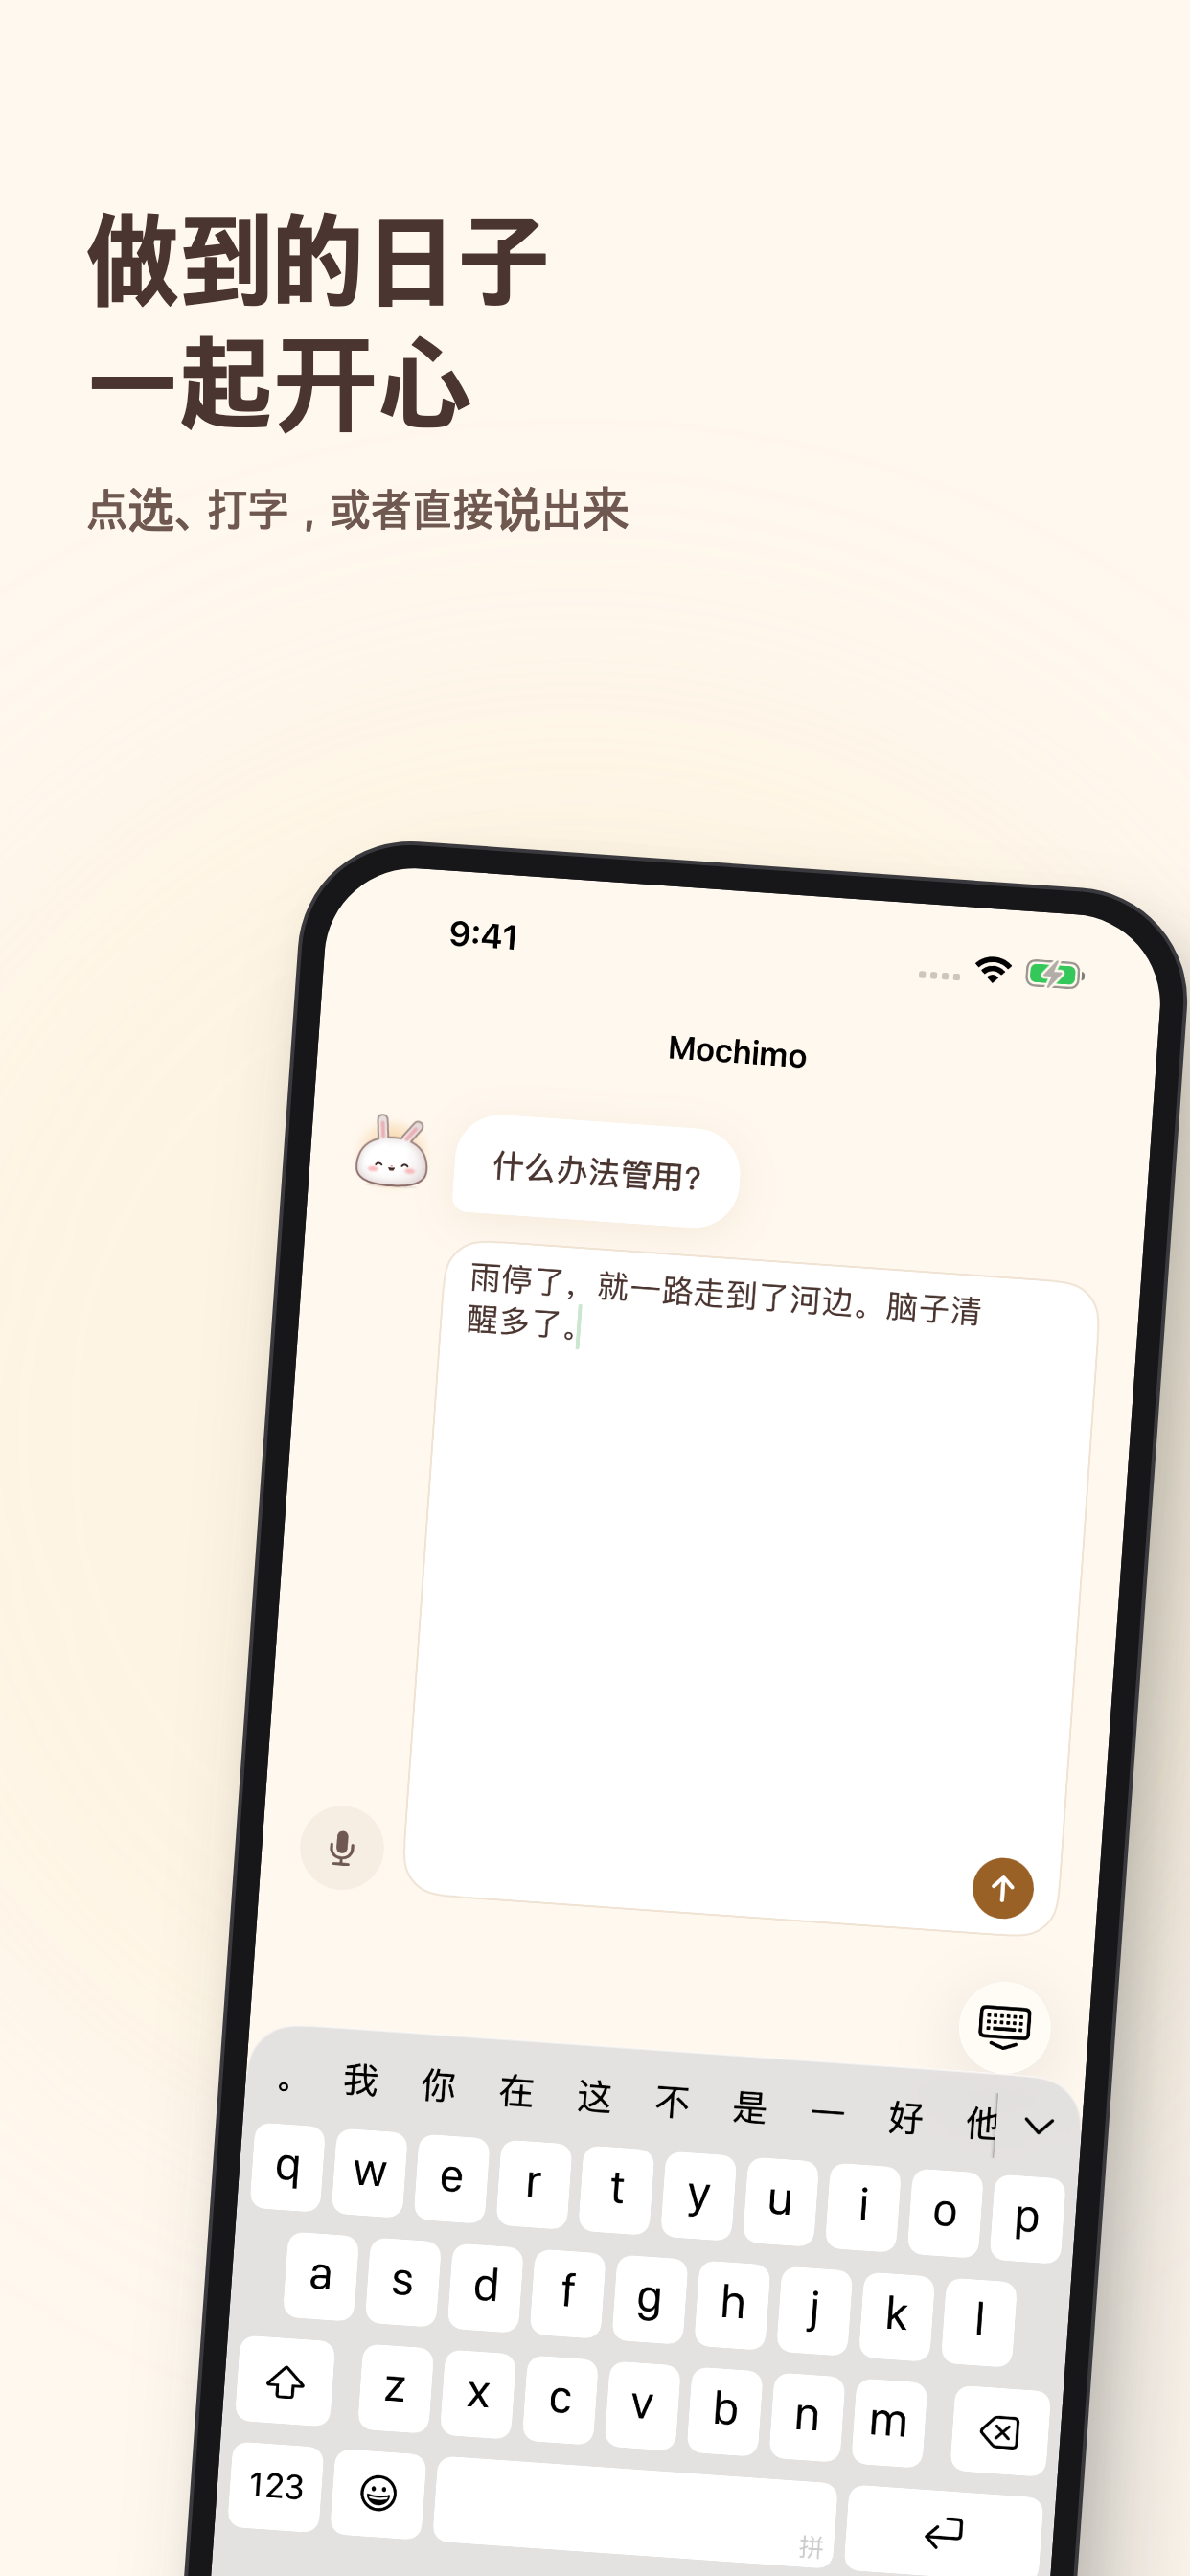 做到的日子
一起开心
点选、打字，或者直接说出来
9:41
Mochimo
什么办法管用？
雨停了，就一路走到了河边。脑子清
醒多了。
。 我 你 在 这 不 是 一 好 他
q w e r t y u i o p
a s d f g h j k l
z x c v b n m
123
拼